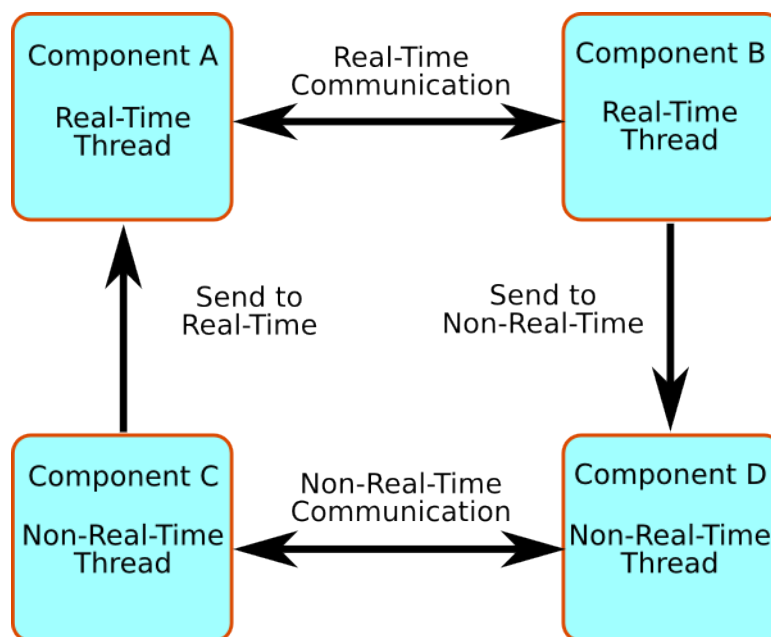 Component A
Real-Time
Thread
Real-Time
Communication
Component B
Real-Time
Thread
Send to
Real-Time
Send to
Non-Real-Time
Component C
Non-Real-Time
Thread
Non-Real-Time
Communication
Component D
Non-Real-Time
Thread